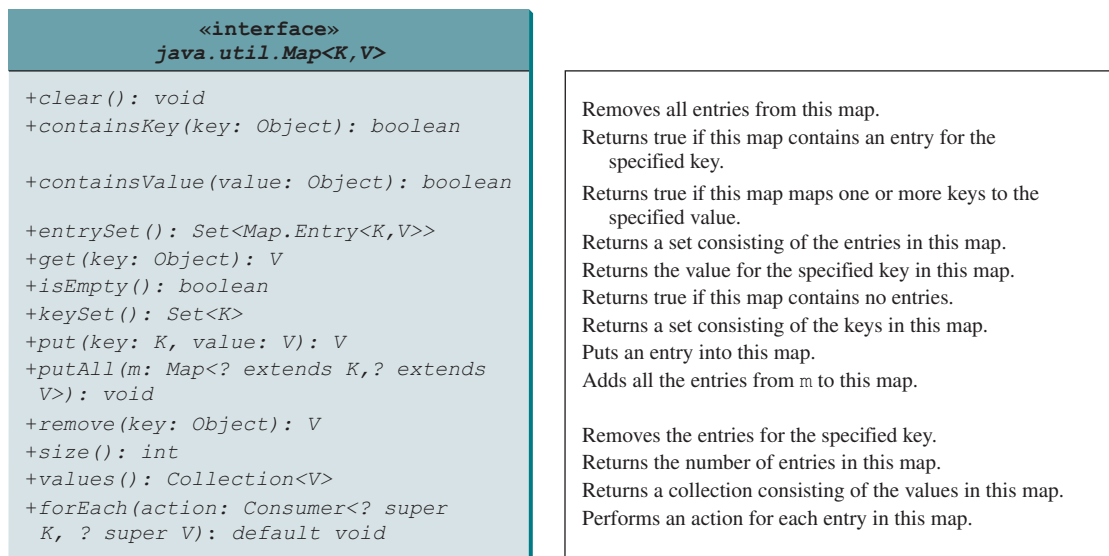 «interface»
java.util.Map<K,V>
+clear(): void
+containsKey(key: Object): boolean
+containsValue(value: Object): boolean
+entrySet(): Set<Map.Entry<K,V>>
+get(key: Object): V
+isEmpty(): boolean
+keySet(): Set<K>
+put(key: K, value: V): V
+putAll(m: Map<? extends K,? extends
V>): void
+remove(key: Object): V
+size(): int
+values(): Collection<V>
+forEach(action: Consumer<? super
K, ? super V): default void
Removes all entries from this map.
Returns true if this map contains an entry for the
specified key.
Returns true if this map maps one or more keys to the
specified value.
Returns a set consisting of the entries in this map.
Returns the value for the specified key in this map.
Returns true if this map contains no entries.
Returns a set consisting of the keys in this map.
Puts an entry into this map.
Adds all the entries from m to this map.
Removes the entries for the specified key.
Returns the number of entries in this map.
Returns a collection consisting of the values in this map.
Performs an action for each entry in this map.